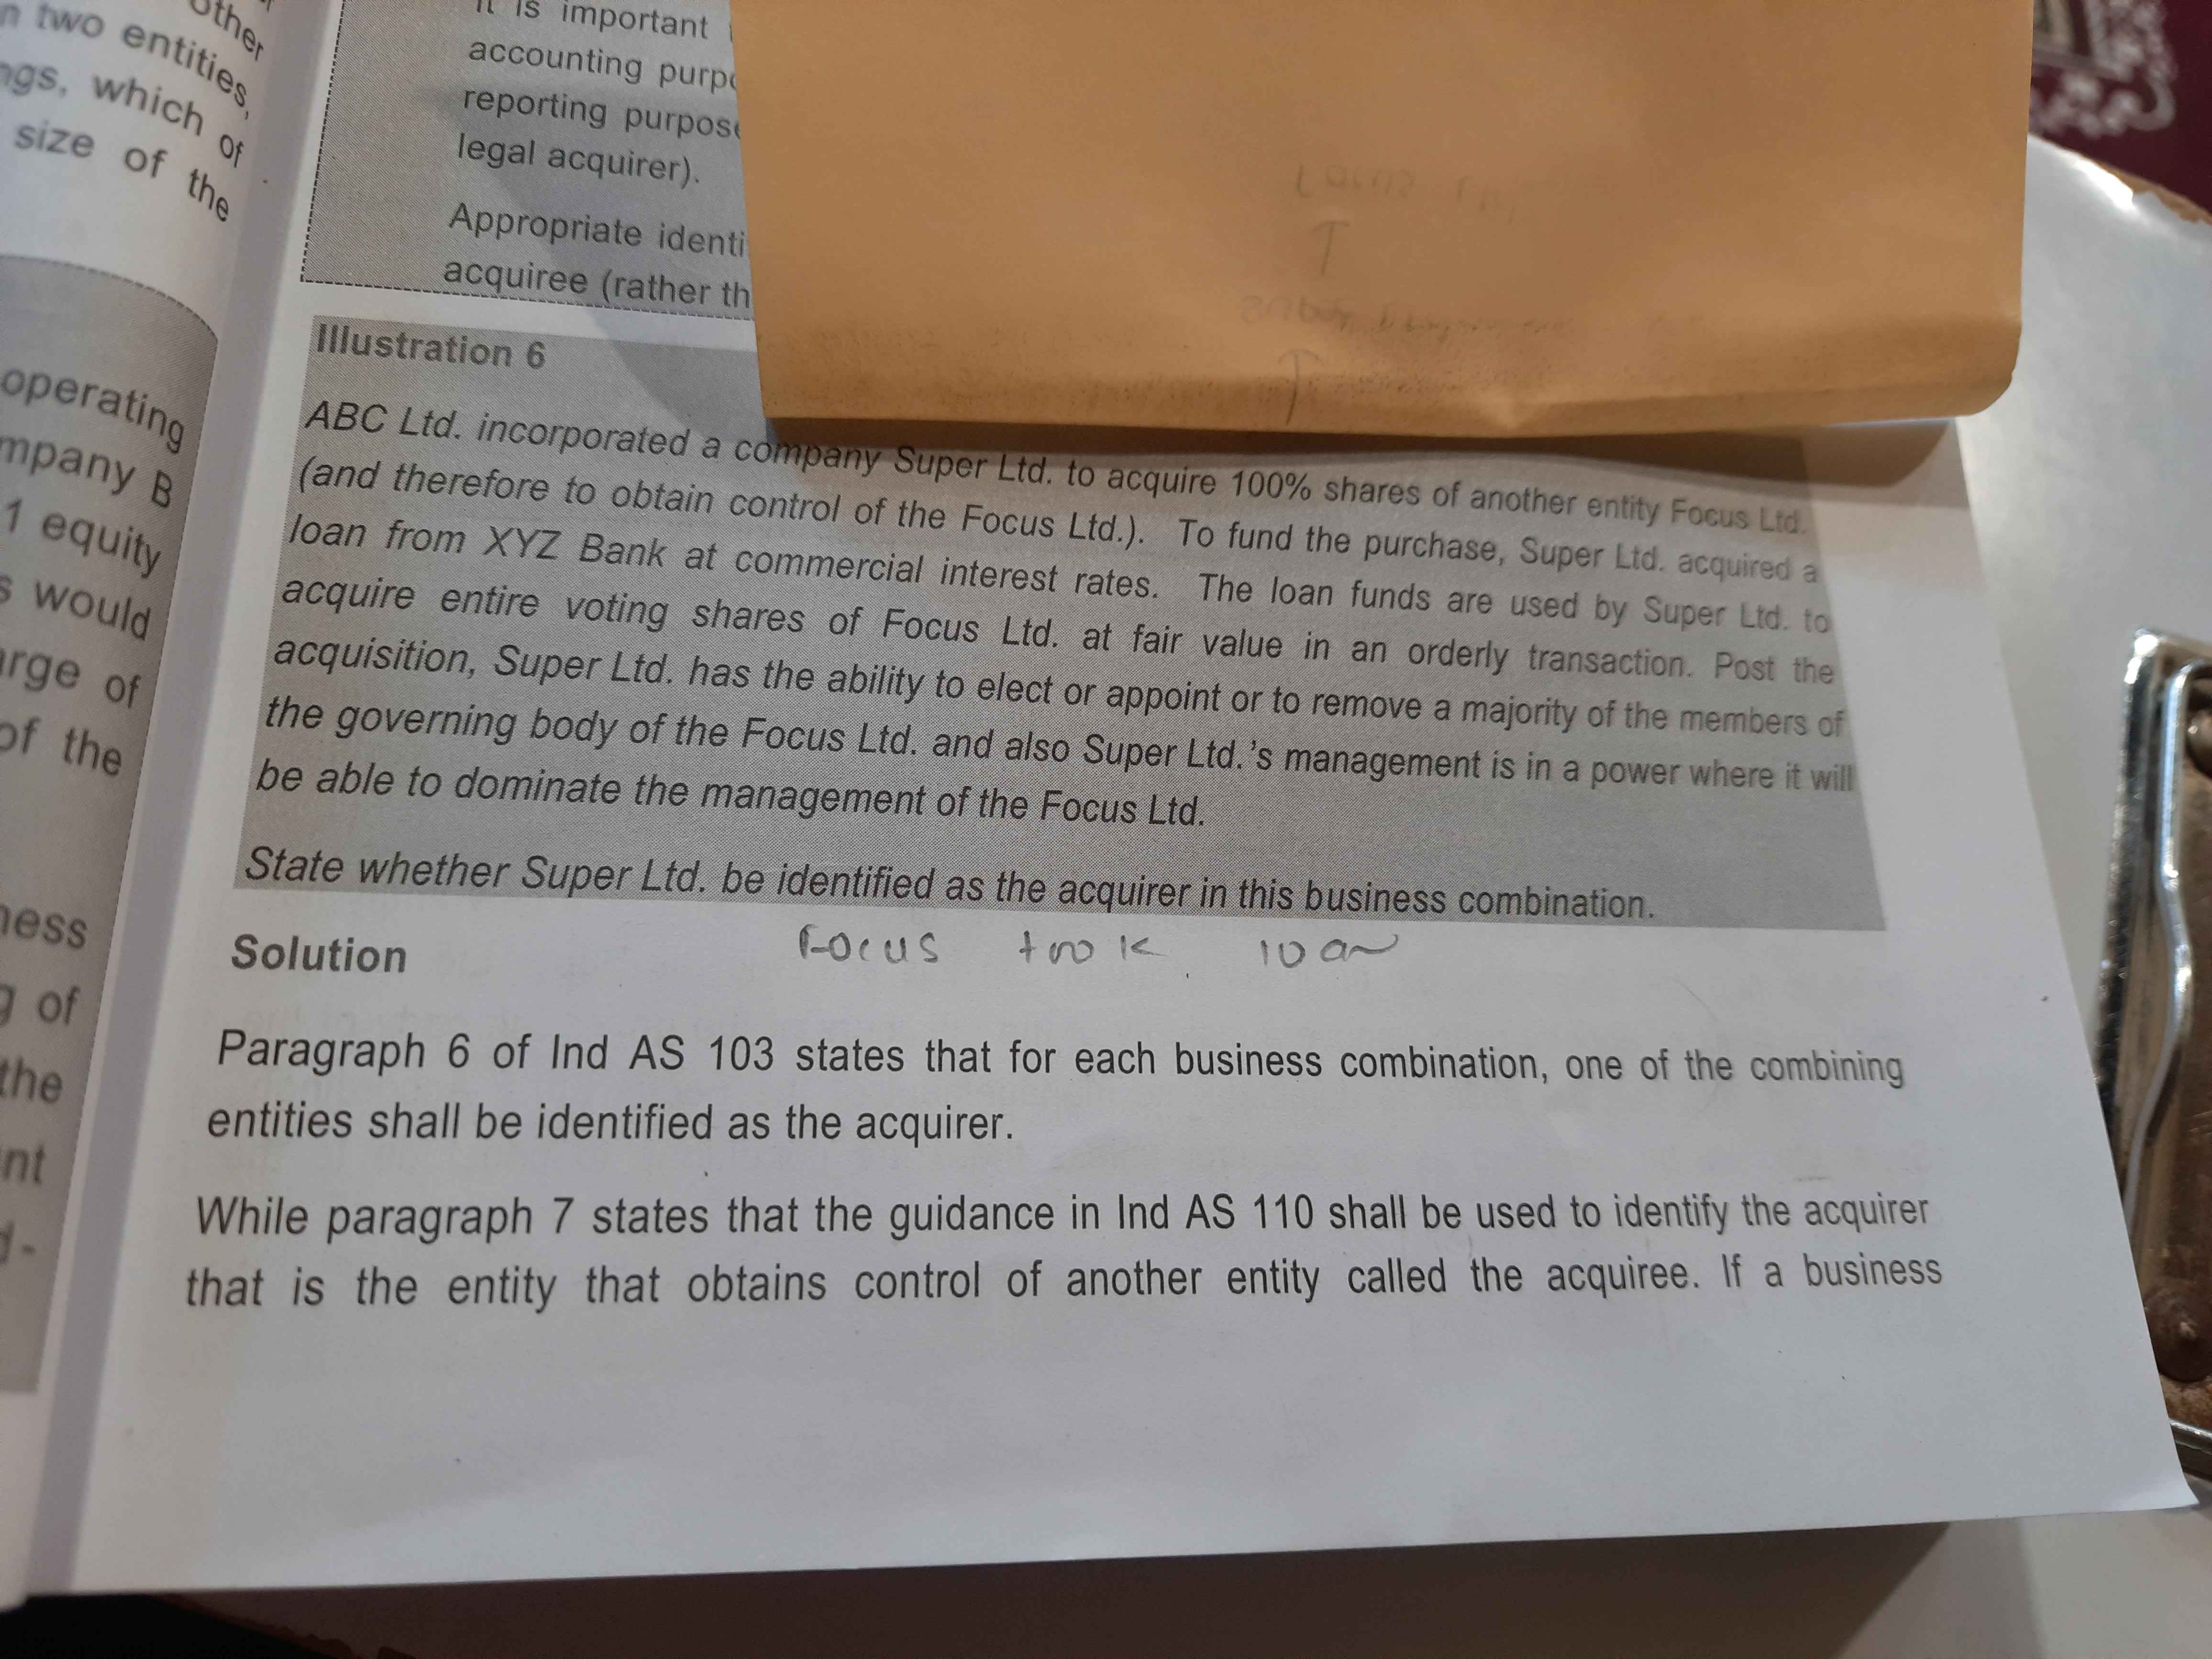 other
two entities,
ngs, which of
size of the
operating
mpany B
1 equity
s would
arge of
of the
ness
g of
the
nt
d-
It is important
accounting purpo
reporting purpose
legal acquirer).
Appropriate identi
acquiree (rather th
Illustration 6
ABC Ltd. incorporated a company Super Ltd. to acquire 100% shares of another entity Focus Ltd.
(and therefore to obtain control of the Focus Ltd.). To fund the purchase, Super Ltd. acquired a
loan from XYZ Bank at commercial interest rates. The loan funds are used by Super Ltd. to
acquire entire voting shares of Focus Ltd. at fair value in an orderly transaction. Post the
acquisition, Super Ltd. has the ability to elect or appoint or to remove a majority of the members of
the governing body of the Focus Ltd. and also Super Ltd.'s management is in a power where it will
be able to dominate the management of the Focus Ltd.
State whether Super Ltd. be identified as the acquirer in this business combination.
Solution Focus took loan
Paragraph 6 of Ind AS 103 states that for each business combination, one of the combining
entities shall be identified as the acquirer.
While paragraph 7 states that the guidance in Ind AS 110 shall be used to identify the acquirer
that is the entity that obtains control of another entity called the acquiree. If a business